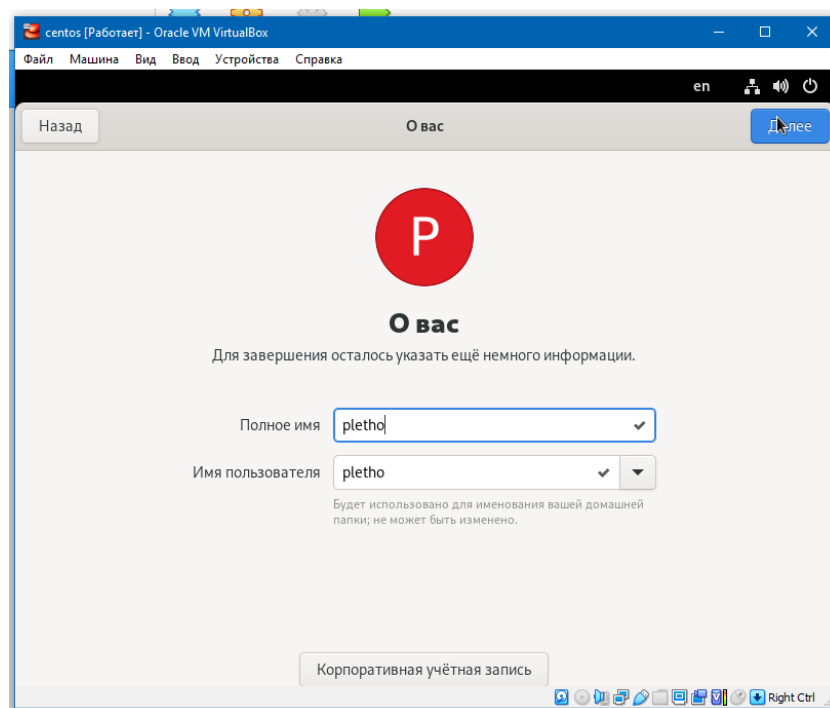 centos [Работает] - Oracle VM VirtualBox
Файл Машина Вид Ввод Устройства Справка
en
Назад О вас Далее
P
О вас
Для завершения осталось указать ещё немного информации.
Полное имя pletho
Имя пользователя pletho
Будет использовано для именования вашей домашней
папки; не может быть изменено.
Корпоративная учётная запись
Right Ctrl